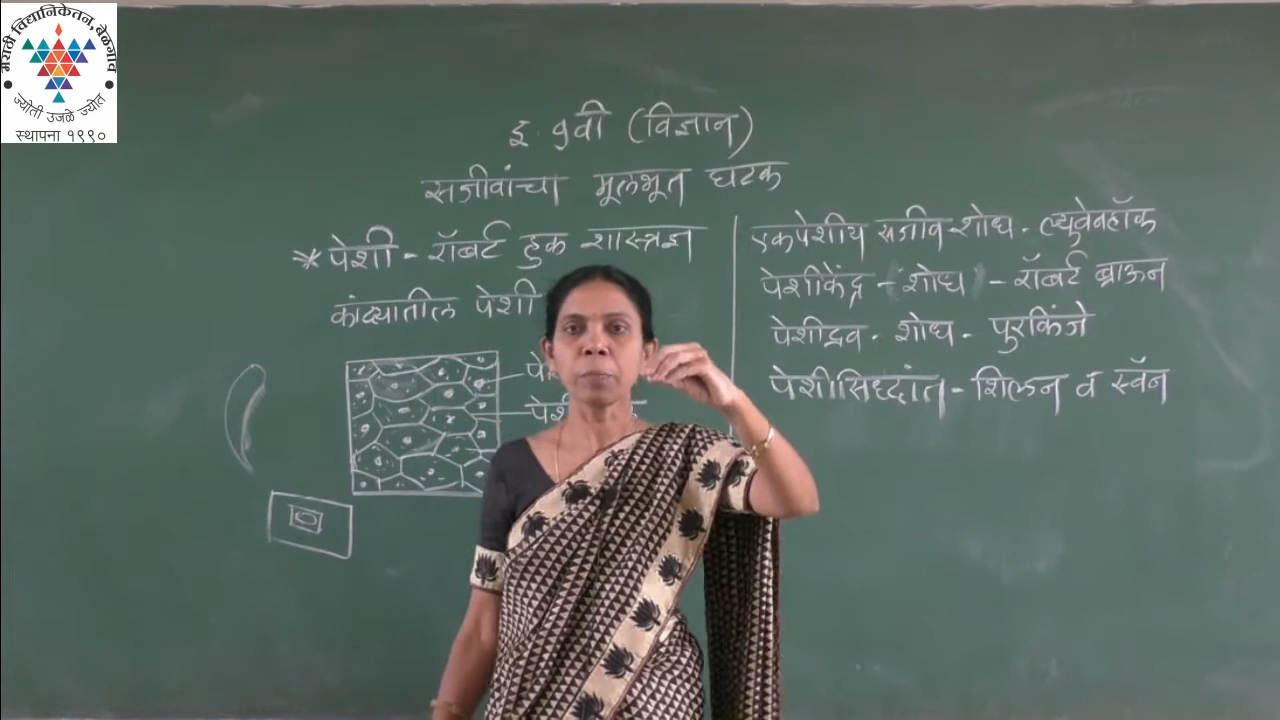 मराठी विद्यानिकेतन, बेळगाव
ज्योती उजळे ज्योत
स्थापना १९९०
इ. ९वी (विज्ञान)
सजीवांचा मूलभूत घटक
* पेशी - रॉबर्ट हुक शास्त्रज्ञ
कांद्यातील पेशी
एकपेशीय सजीव - शोध - ल्युवेनहॉक
पेशीकेंद्र - शोध - रॉबर्ट ब्राऊन
पेशीद्रव - शोध - पुरकिंजे
पेशीसिध्दांत - शिलन व स्वॅन